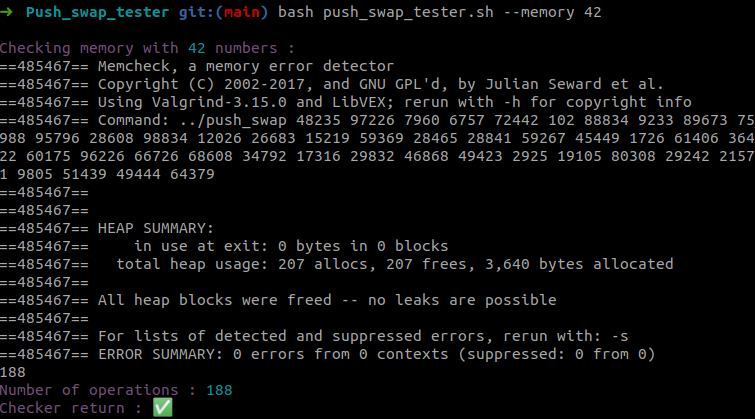 ➜ Push_swap_tester git:(main) bash push_swap_tester.sh --memory 42
Checking memory with 42 numbers :
==485467== Memcheck, a memory error detector
==485467== Copyright (C) 2002-2017, and GNU GPL'd, by Julian Seward et al.
==485467== Using Valgrind-3.15.0 and LibVEX; rerun with -h for copyright info
==485467== Command: ../push_swap 48235 97226 7960 6757 72442 102 88834 9233 89673 75
988 95796 28608 98834 12026 26683 15219 59369 28465 28841 59267 45449 1726 61406 364
22 60175 96226 66726 68608 34792 17316 29832 46868 49423 2925 19105 80308 29242 2157
1 9805 51439 49444 64379
==485467==
==485467==
==485467== HEAP SUMMARY:
==485467==     in use at exit: 0 bytes in 0 blocks
==485467==   total heap usage: 207 allocs, 207 frees, 3,640 bytes allocated
==485467==
==485467== All heap blocks were freed -- no leaks are possible
==485467==
==485467== For lists of detected and suppressed errors, rerun with: -s
==485467== ERROR SUMMARY: 0 errors from 0 contexts (suppressed: 0 from 0)
188
Number of operations : 188
Checker return : ✅